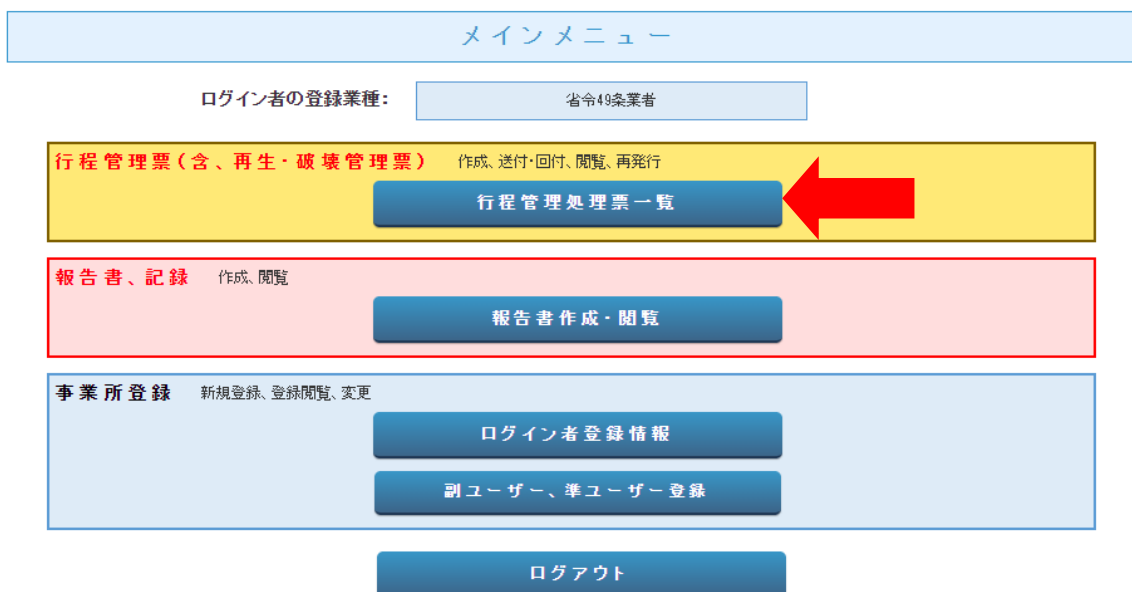 メインメニュー
ログイン者の登録業種: 省令49条業者
行程管理票(含、再生・破壊管理票) 作成、送付・回付、閲覧、再発行
行程管理処理票一覧
報告書、記録 作成、閲覧
報告書作成・閲覧
事業所登録 新規登録、登録閲覧、変更
ログイン者登録情報
副ユーザー、準ユーザー登録
ログアウト